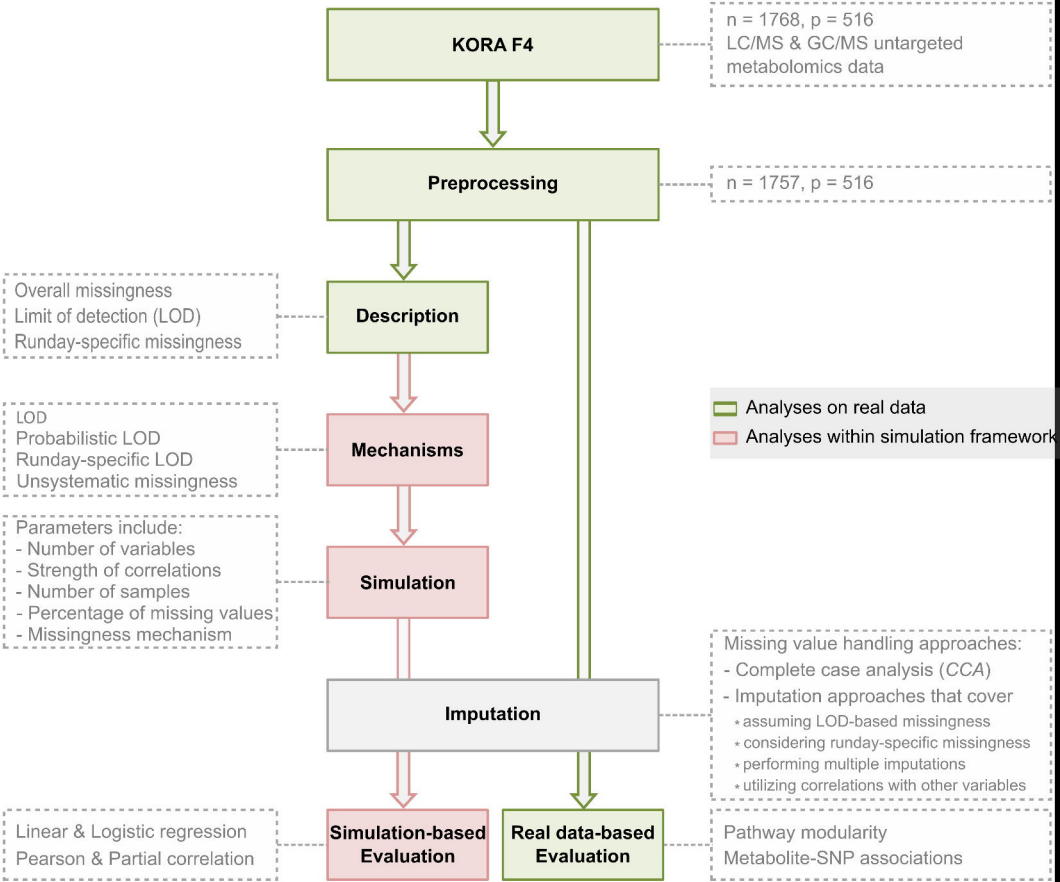 KORA F4
n = 1768, p = 516
LC/MS & GC/MS untargeted
metabolomics data
Preprocessing
n = 1757, p = 516
Overall missingness
Limit of detection (LOD)
Runday-specific missingness
Description
LOD
Probabilistic LOD
Runday-specific LOD
Unsystematic missingness
Mechanisms
Analyses on real data
Analyses within simulation framework
Parameters include:
- Number of variables
- Strength of correlations
- Number of samples
- Percentage of missing values
- Missingness mechanism
Simulation
Imputation
Missing value handling approaches:
- Complete case analysis (CCA)
- Imputation approaches that cover
* assuming LOD-based missingness
* considering runday-specific missingness
* performing multiple imputations
* utilizing correlations with other variables
Linear & Logistic regression
Pearson & Partial correlation
Simulation-based
Evaluation
Real data-based
Evaluation
Pathway modularity
Metabolite-SNP associations